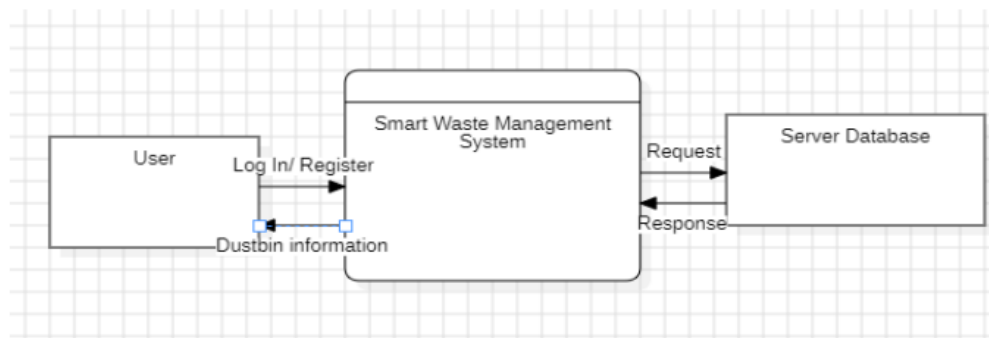 User
Log In/ Register
Dustbin information
Smart Waste Management
System
Request
Response
Server Database